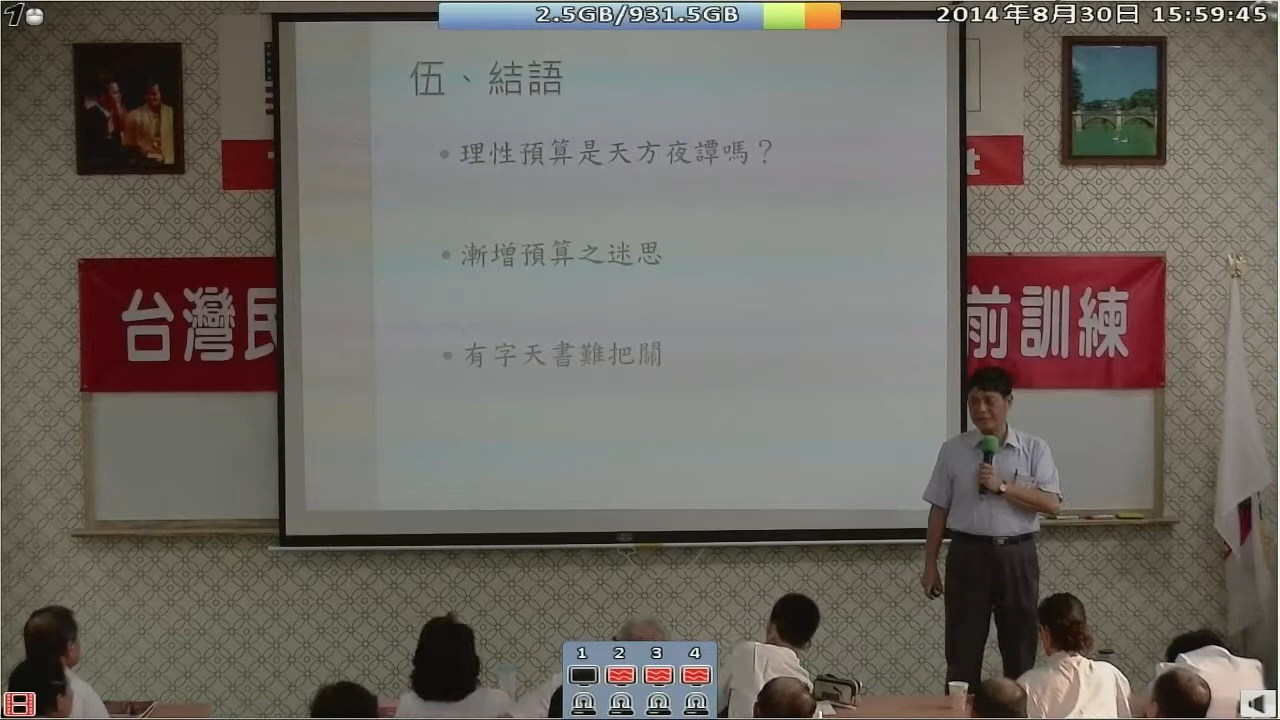 1
2.5GB/931.5GB
2014年8月30日 15:59:45
伍、結語
理性預算是天方夜譚嗎？
漸增預算之迷思
有字天書難把關
t
台灣民
前訓練
1 2 3 4